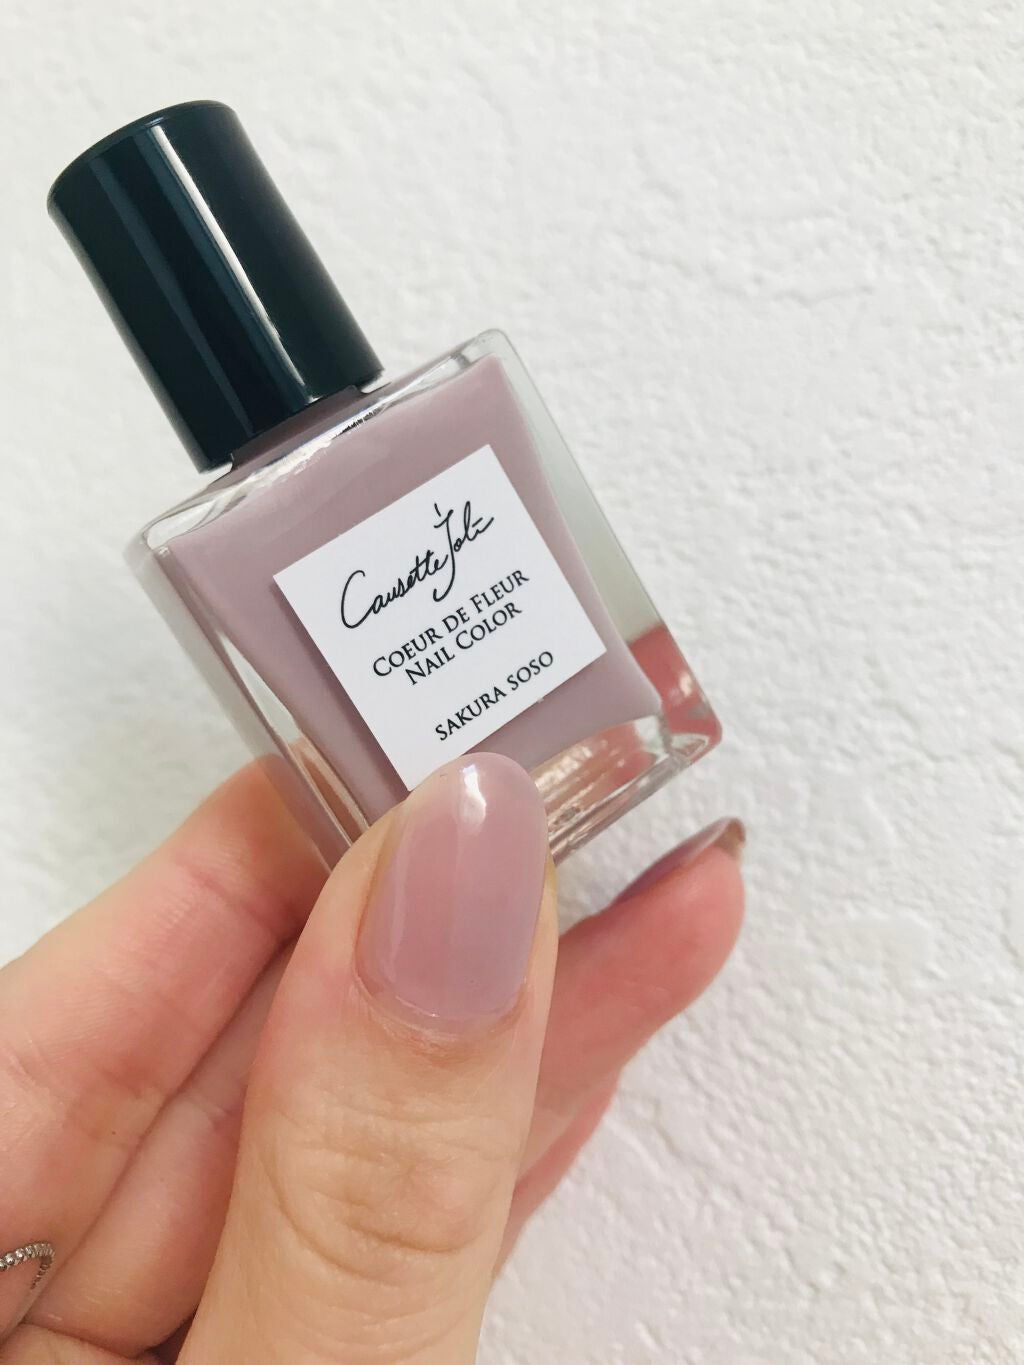 Causette Joli
COEUR DE FLEUR
NAIL COLOR
SAKURA SOSO